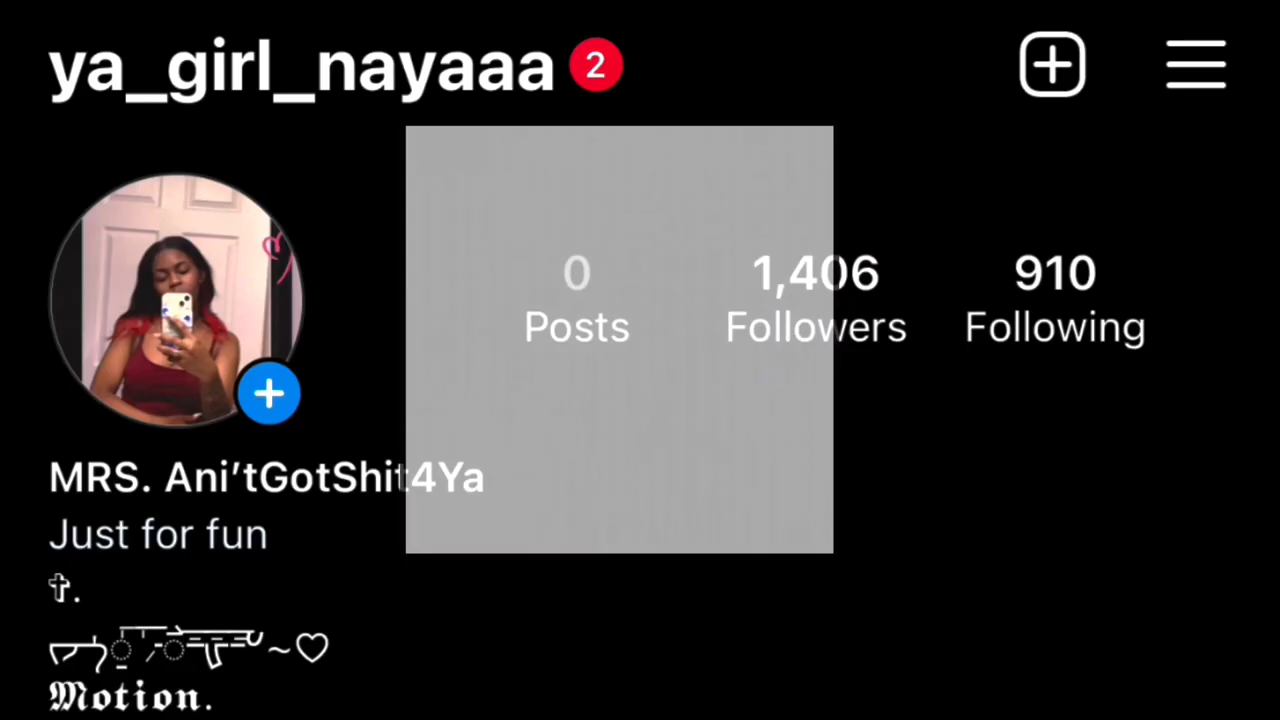 ya_girl_nayaaa 2
0 1,406 910
Posts Followers Following
MRS. Ani’tGotShit4Ya
Just for fun
✞.
~♡
𝕸𝖔𝖙𝖎𝖔𝖓.